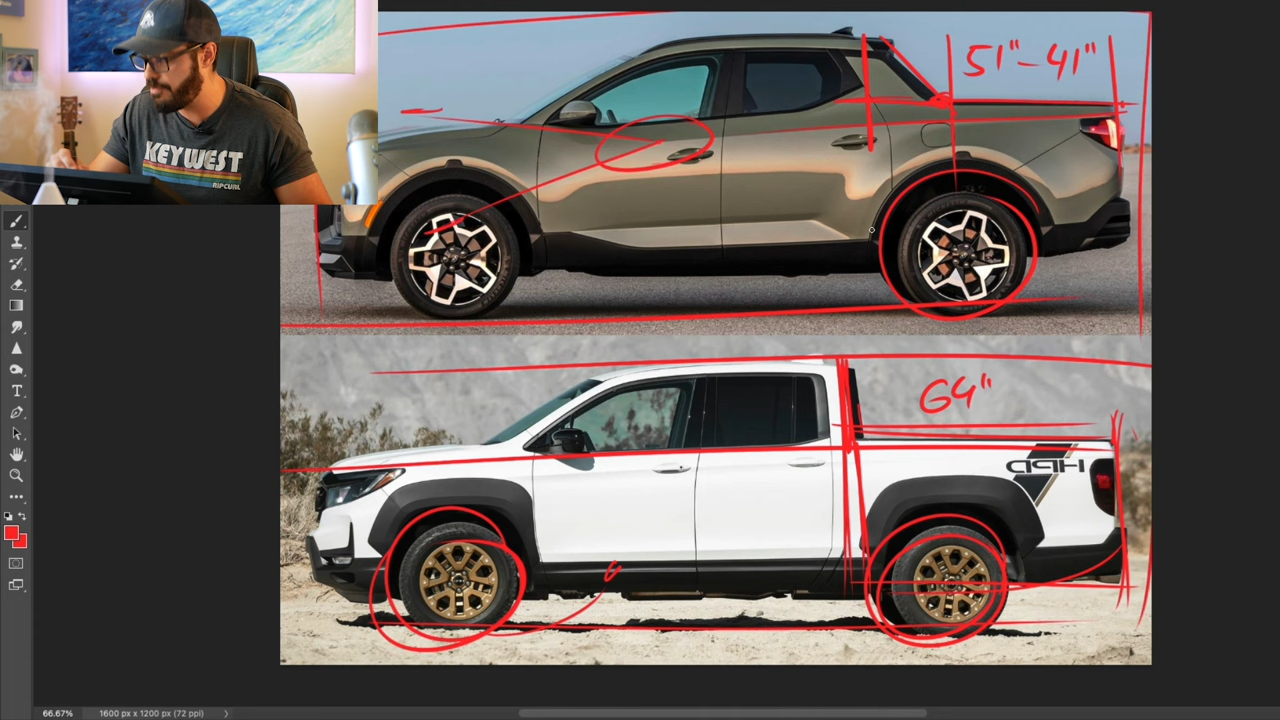 KEYWEST
RIPCURL
51"-41"
64"
HPD
T
66.67%
1600 px x 1200 px (72 ppi)